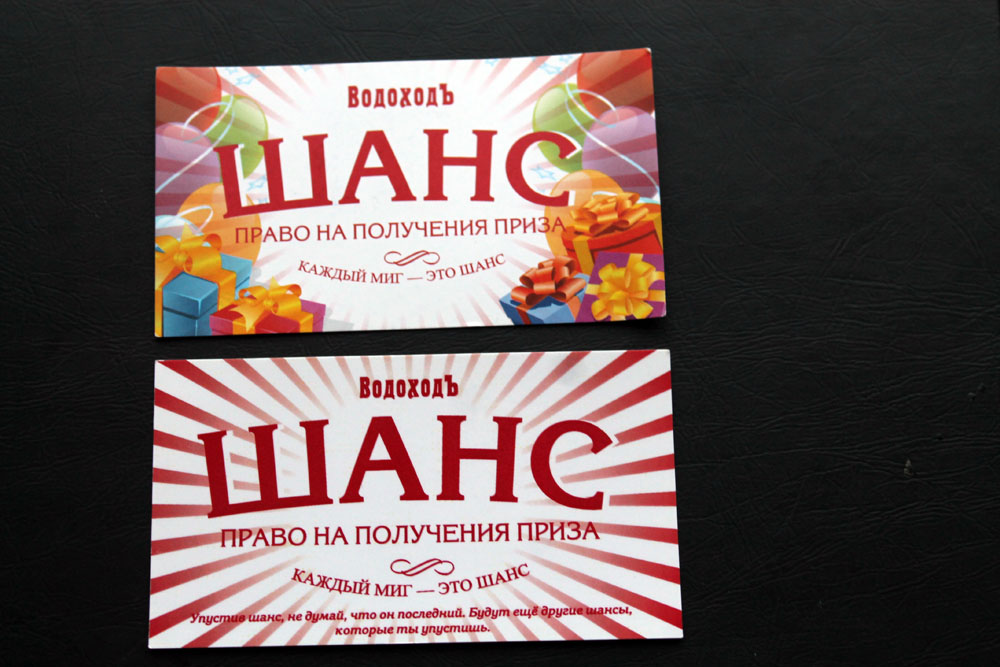 ВодоходЪ
ШАНС
ПРАВО НА ПОЛУЧЕНИЯ ПРИЗА
КАЖДЫЙ МИГ — ЭТО ШАНС
ВодоходЪ
ШАНС
ПРАВО НА ПОЛУЧЕНИЯ ПРИЗА
КАЖДЫЙ МИГ — ЭТО ШАНС
Упустив шанс, не думай, что он последний. Будут ещё другие шансы,
которые ты упустишь.